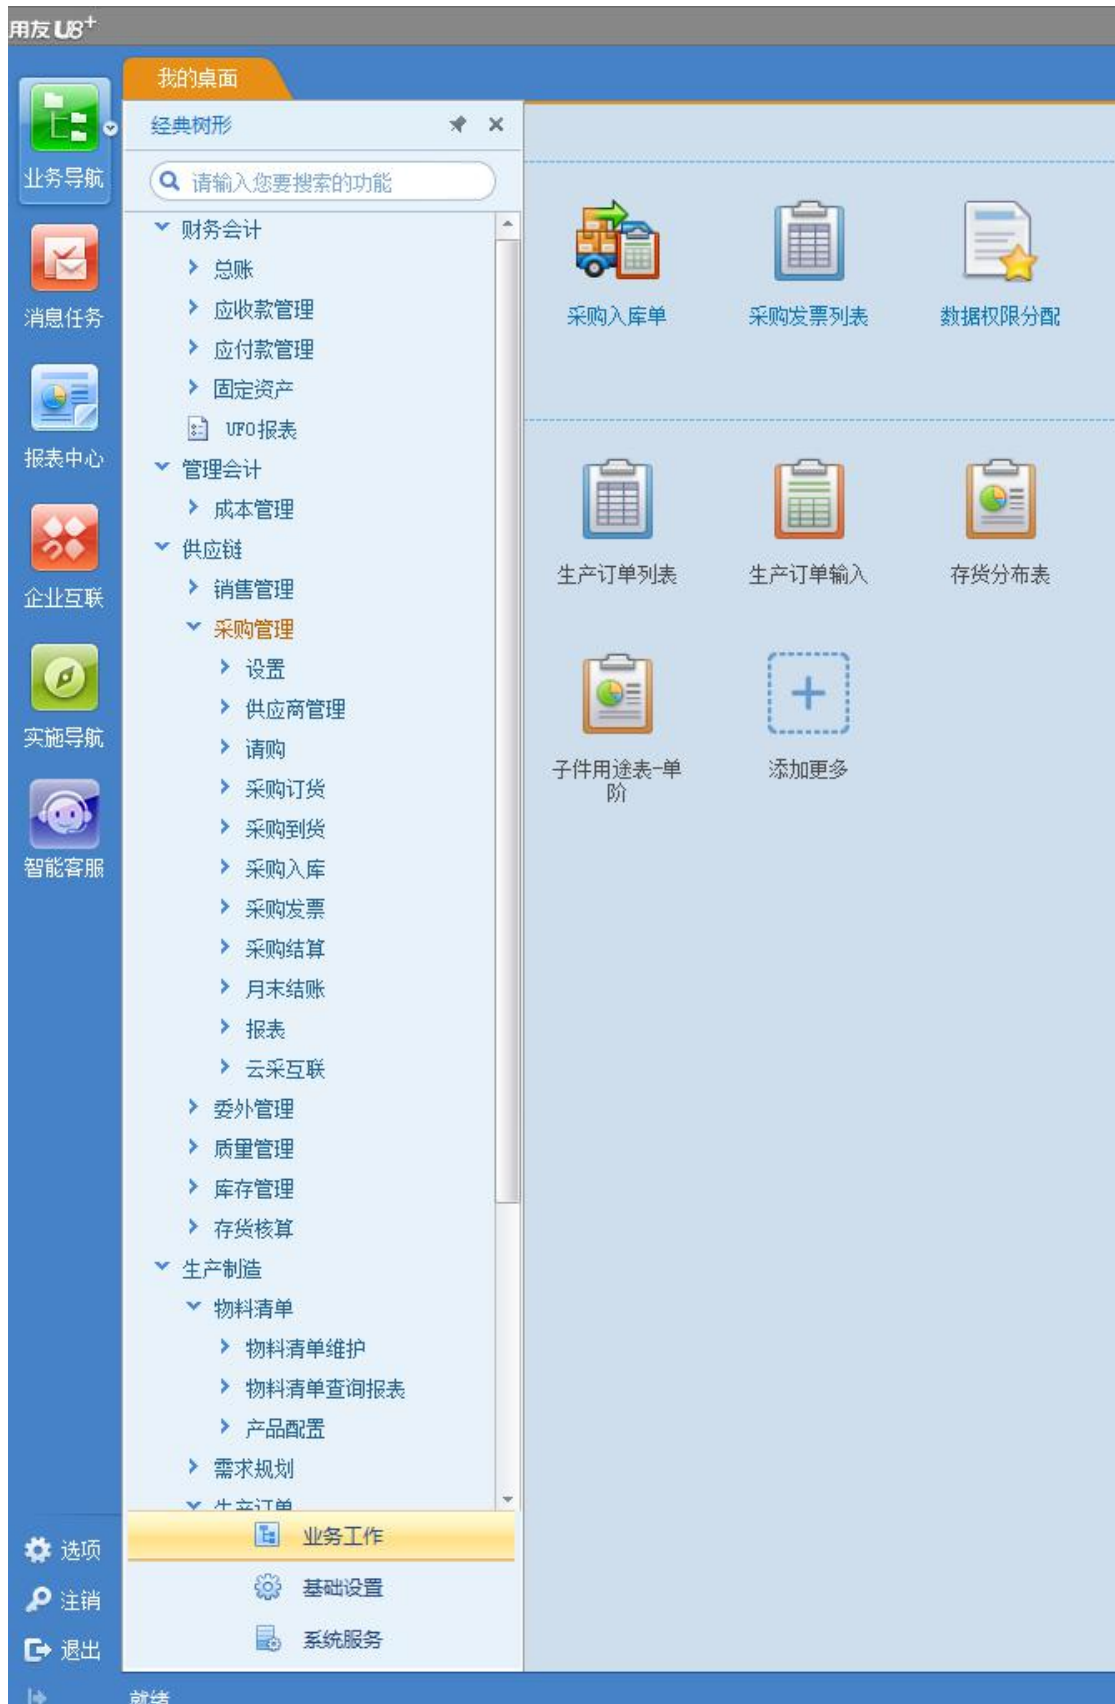 用友 U8+
我的桌面
业务导航
消息任务
报表中心
企业互联
实施导航
智能客服
选项
注销
退出
经典树形
请输入您要搜索的功能
财务会计
总账
应收款管理
应付款管理
固定资产
UFO报表
管理会计
成本管理
供应链
销售管理
采购管理
设置
供应商管理
请购
采购订货
采购到货
采购入库
采购发票
采购结算
月末结账
报表
云采互联
委外管理
质量管理
库存管理
存货核算
生产制造
物料清单
物料清单维护
物料清单查询报表
产品配置
需求规划
生产订单
业务工作
基础设置
系统服务
采购入库单
采购发票列表
数据权限分配
生产订单列表
生产订单输入
存货分布表
子件用途表-单
阶
添加更多
就绪